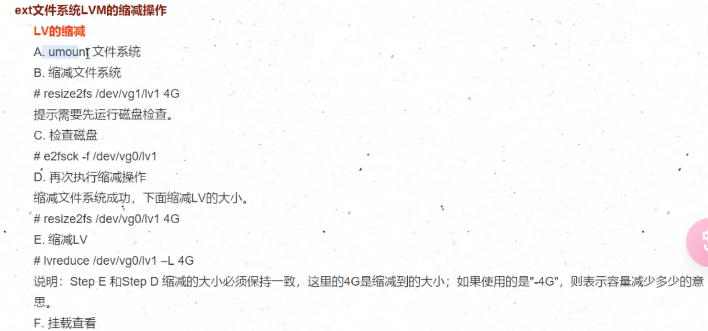 ext文件系统LVM的缩减操作
LV的缩减
A. umount 文件系统
B. 缩减文件系统
# resize2fs /dev/vg1/lv1 4G
提示需要先运行磁盘检查。
C. 检查磁盘
# e2fsck -f /dev/vg0/lv1
D. 再次执行缩减操作
缩减文件系统成功，下面缩减LV的大小。
# resize2fs /dev/vg0/lv1 4G
E. 缩减LV
# lvreduce /dev/vg0/lv1 –L 4G
说明：Step E 和Step D 缩减的大小必须保持一致，这里的4G是缩减到的大小；如果使用的是"-4G"，则表示容量减少多少的意
思。
F. 挂载查看